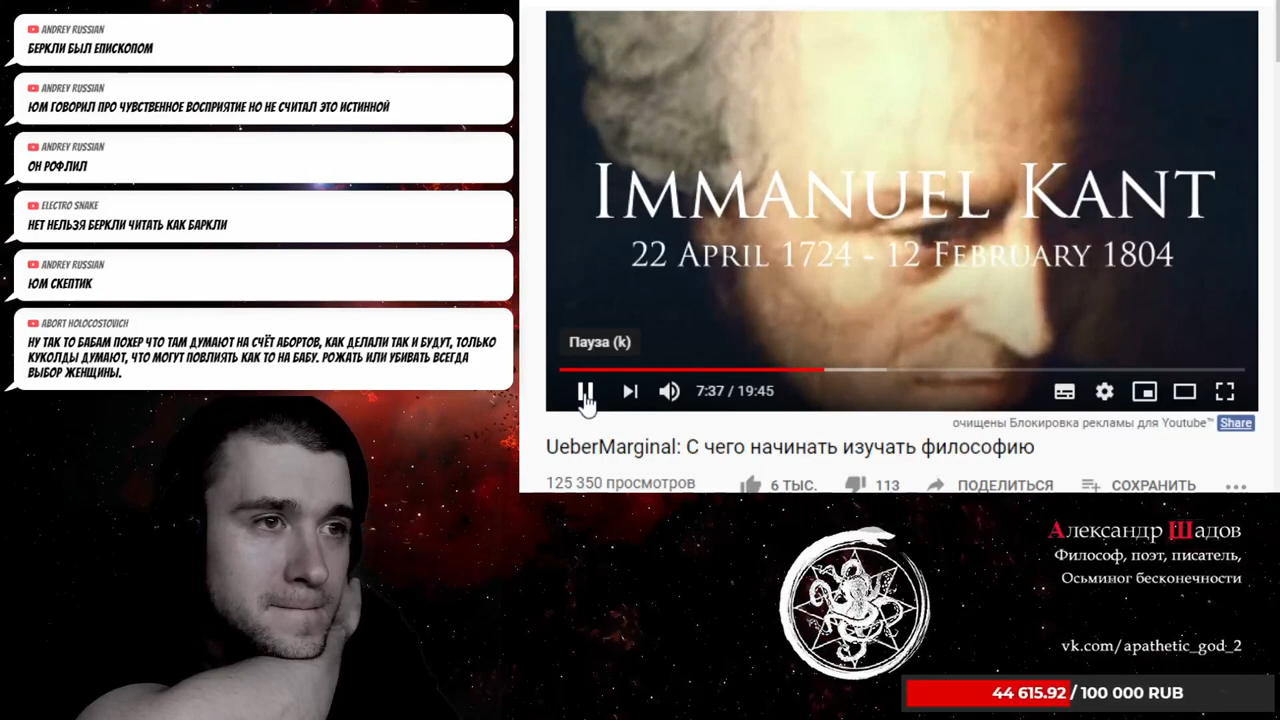 ANDREY RUSSIAN
БЕРКЛИ БЫЛ ЕПИСКОПОМ
ANDREY RUSSIAN
ЮМ ГОВОРИЛ ПРО ЧУВСТВЕННОЕ ВОСПРИЯТИЕ НО НЕ СЧИТАЛ ЭТО ИСТИННОЙ
ANDREY RUSSIAN
ОН РОФЛИЛ
ELECTRO SNAKE
НЕТ НЕЛЬЗЯ БЕРКЛИ ЧИТАТЬ КАК БАРКЛИ
ANDREY RUSSIAN
ЮМ СКЕПТИК
ABORT HOLOCOSTOVICH
НУ ТАК ТО БАБАМ ПОХЕР ЧТО ТАМ ДУМАЮТ НА СЧЁТ АБОРТОВ, КАК ДЕЛАЛИ ТАК И БУДУТ, ТОЛЬКО
КУКОЛДЫ ДУМАЮТ, ЧТО МОГУТ ПОВЛИЯТЬ КАК ТО НА БАБУ. РОЖАТЬ ИЛИ УБИВАТЬ ВСЕГДА
ВЫБОР ЖЕНЩИНЫ.
IMMANUEL KANT
22 APRIL 1724 - 12 FEBRUARY 1804
Пауза (k)
7:37 / 19:45
очищены Блокировка рекламы для Youtube™ Share
UeberMarginal: С чего начинать изучать философию
125 350 просмотров 6 ТЫС. 113 ПОДЕЛИТЬСЯ СОХРАНИТЬ
Александр Шадов
Философ, поэт, писатель,
Осьминог бесконечности
vk.com/apathetic_god_2
44 615.92 / 100 000 RUB